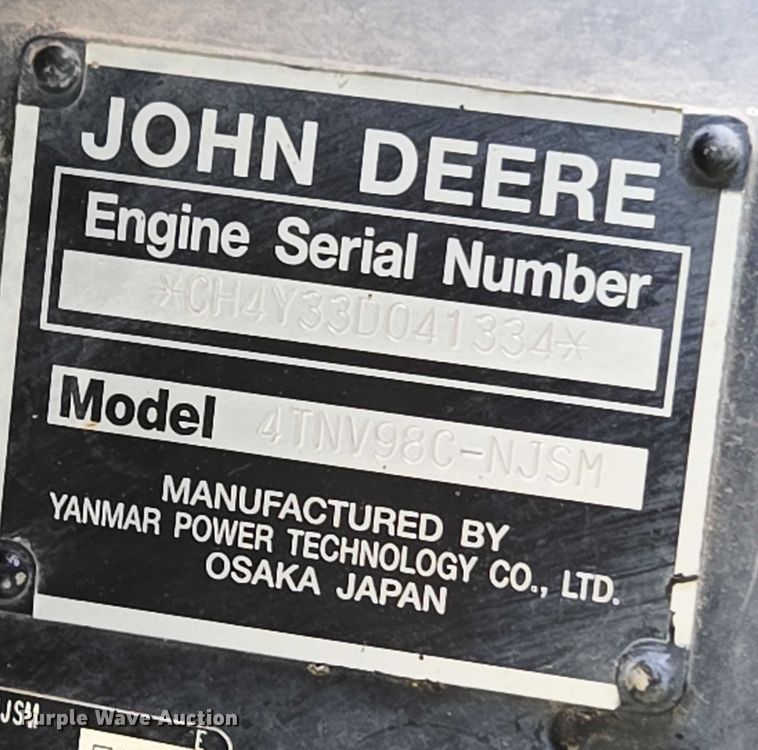 JOHN DEERE
Engine Serial Number
*CH4Y33D041334*
Model 4TNV98C-NJSM
MANUFACTURED BY
YANMAR POWER TECHNOLOGY CO., LTD.
OSAKA JAPAN
JSM
Purple Wave Auction
E